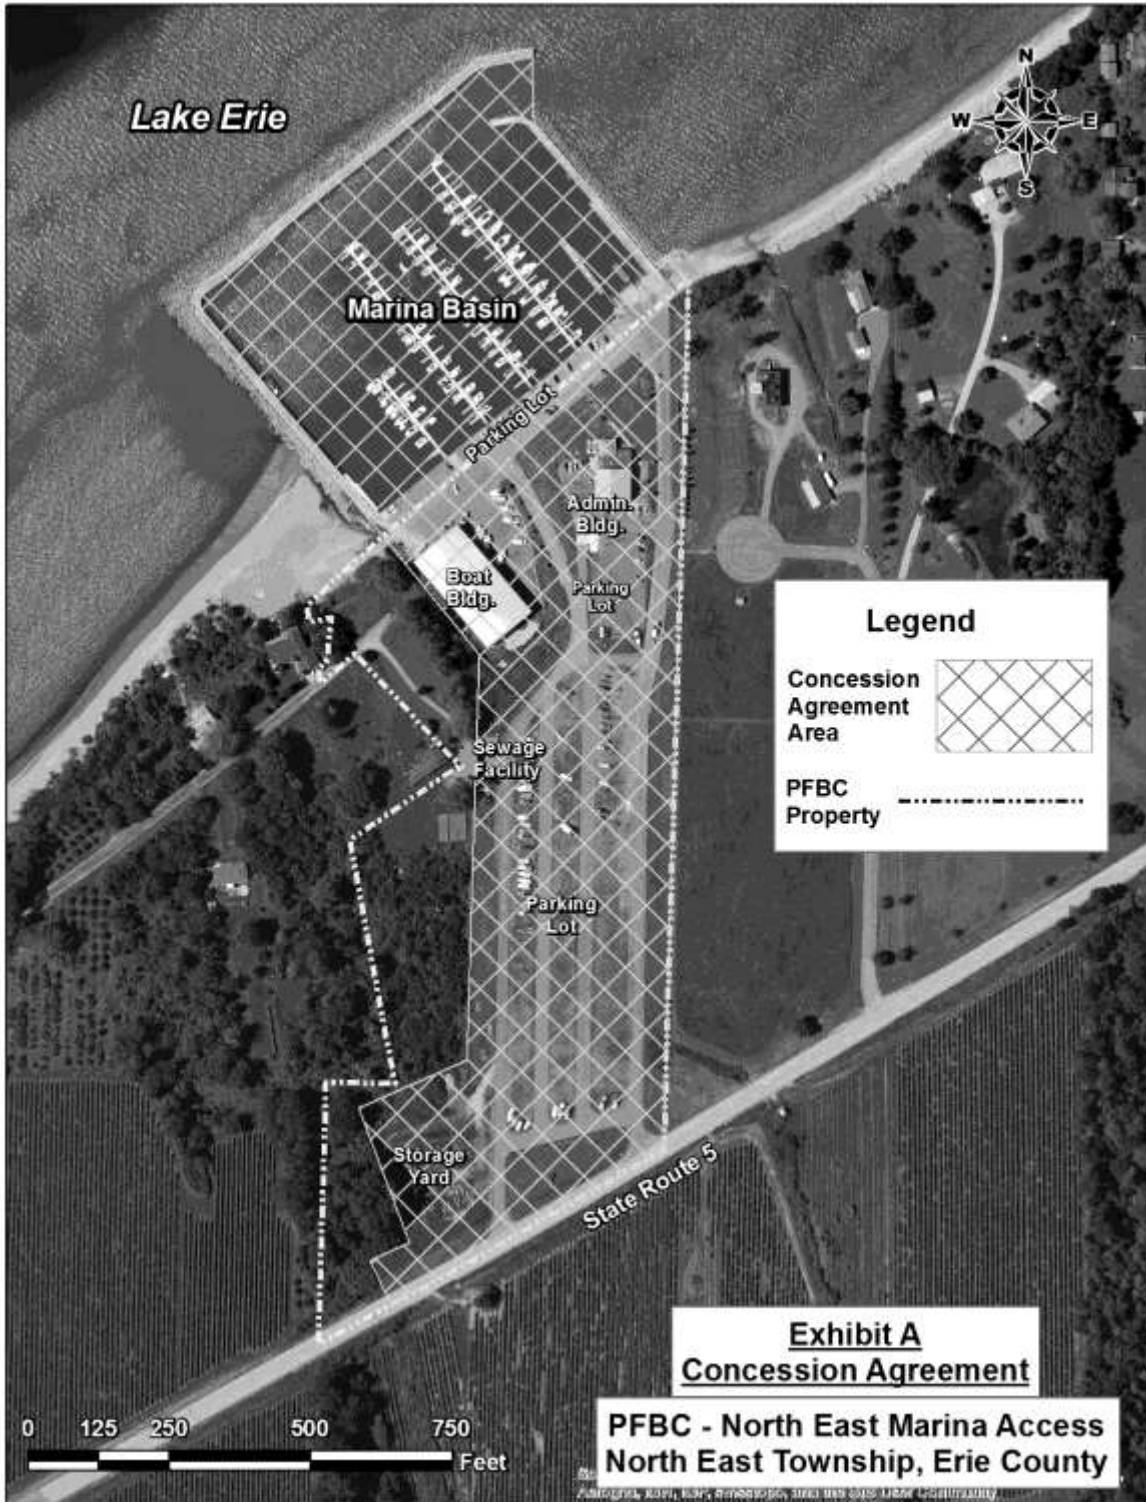 Lake Erie
N
W
E
S
Marina Basin
Parking Lot
Admin.
Bldg.
Boat
Bldg.
Parking
Lot
Legend
Concession
Agreement
Area
PFBC
Property
Sewage
Facility
Parking
Lot
Storage
Yard
State Route 5
Exhibit A
Concession Agreement
PFBC - North East Marina Access
North East Township, Erie County
0 125 250 500 750
Feet